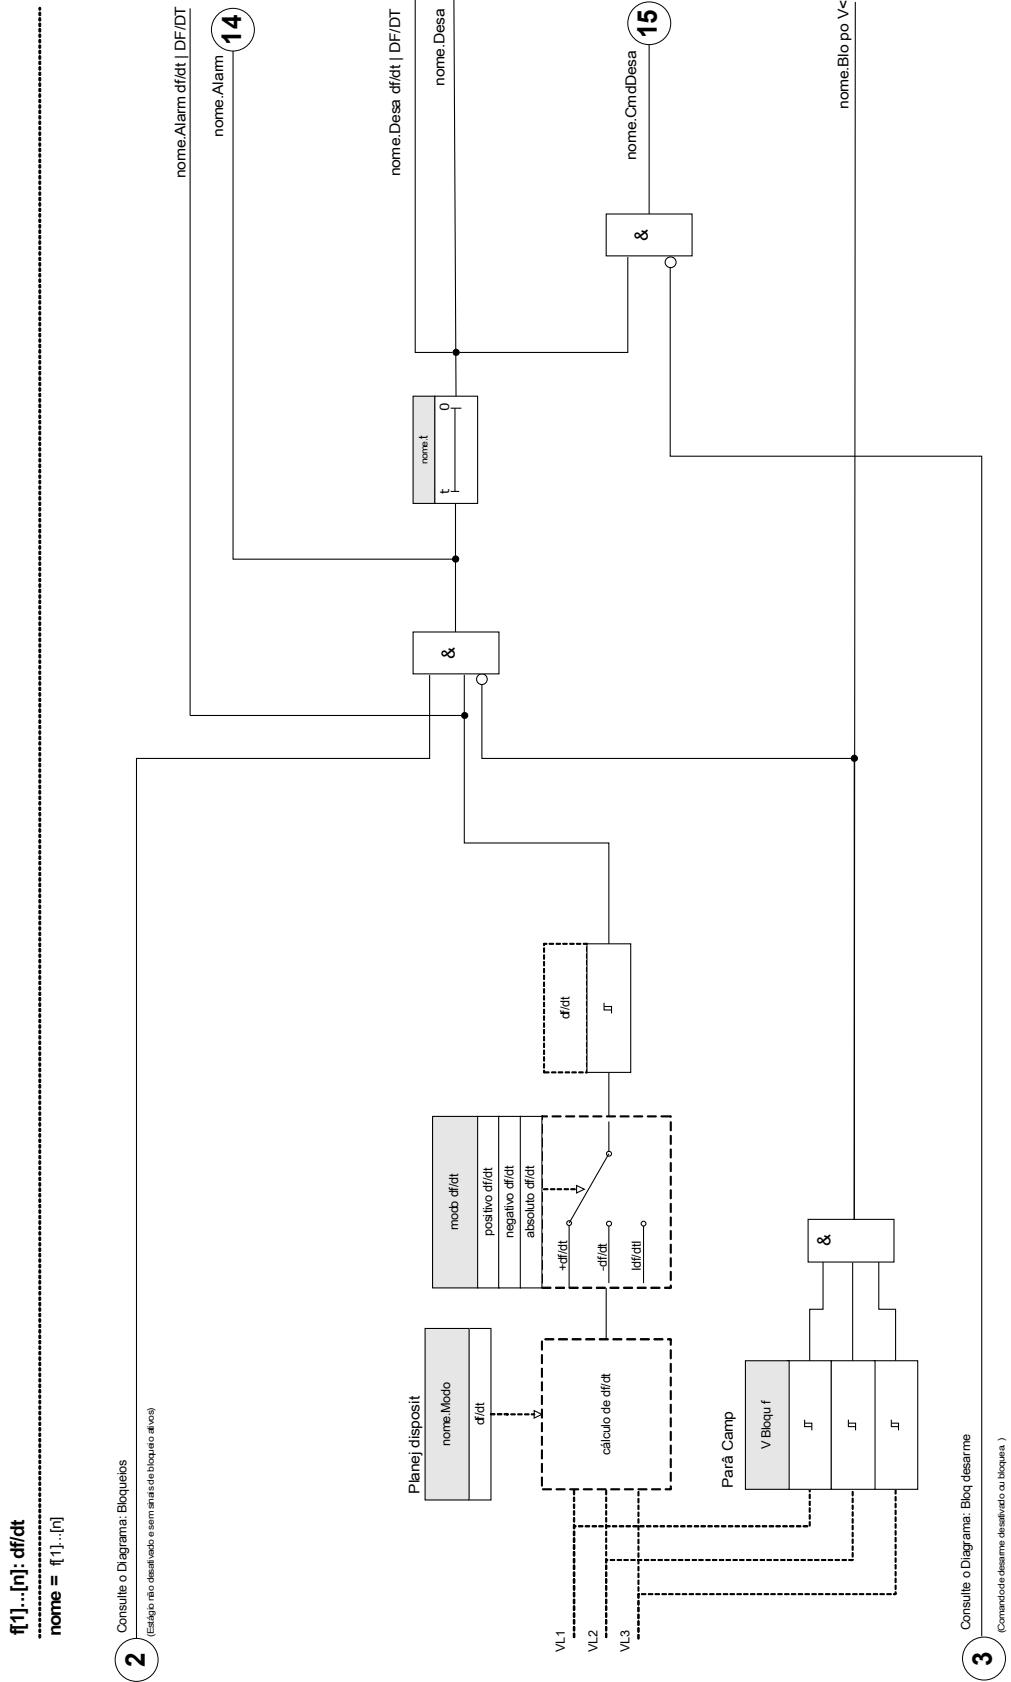 f[1]...[n]: df/dt
nome = f[1]...[n]
2
Consulte o Diagrama: Bloqueios
(Estágio não desativado e sem sinais de bloqueio ativos)
nome.Alarm df/dt | DF/DT
nome.Alarm
14
Planej disposit
nome.Modo
df/dt
cálculo de df/dt
modo df/dt
positivo df/dt
negativo df/dt
absoluto df/dt
+df/dt
-df/dt
ldf/dtl
df/dt
&
nome.t
t
0
nome.Desa df/dt | DF/DT
nome.Desa
&
nome.CmdDesa
15
VL1
VL2
VL3
Parâ Camp
V Bloqu f
&
nome.Blo po V<
3
Consulte o Diagrama: Bloq desarme
(Comando de desarme desativado ou bloquea. )